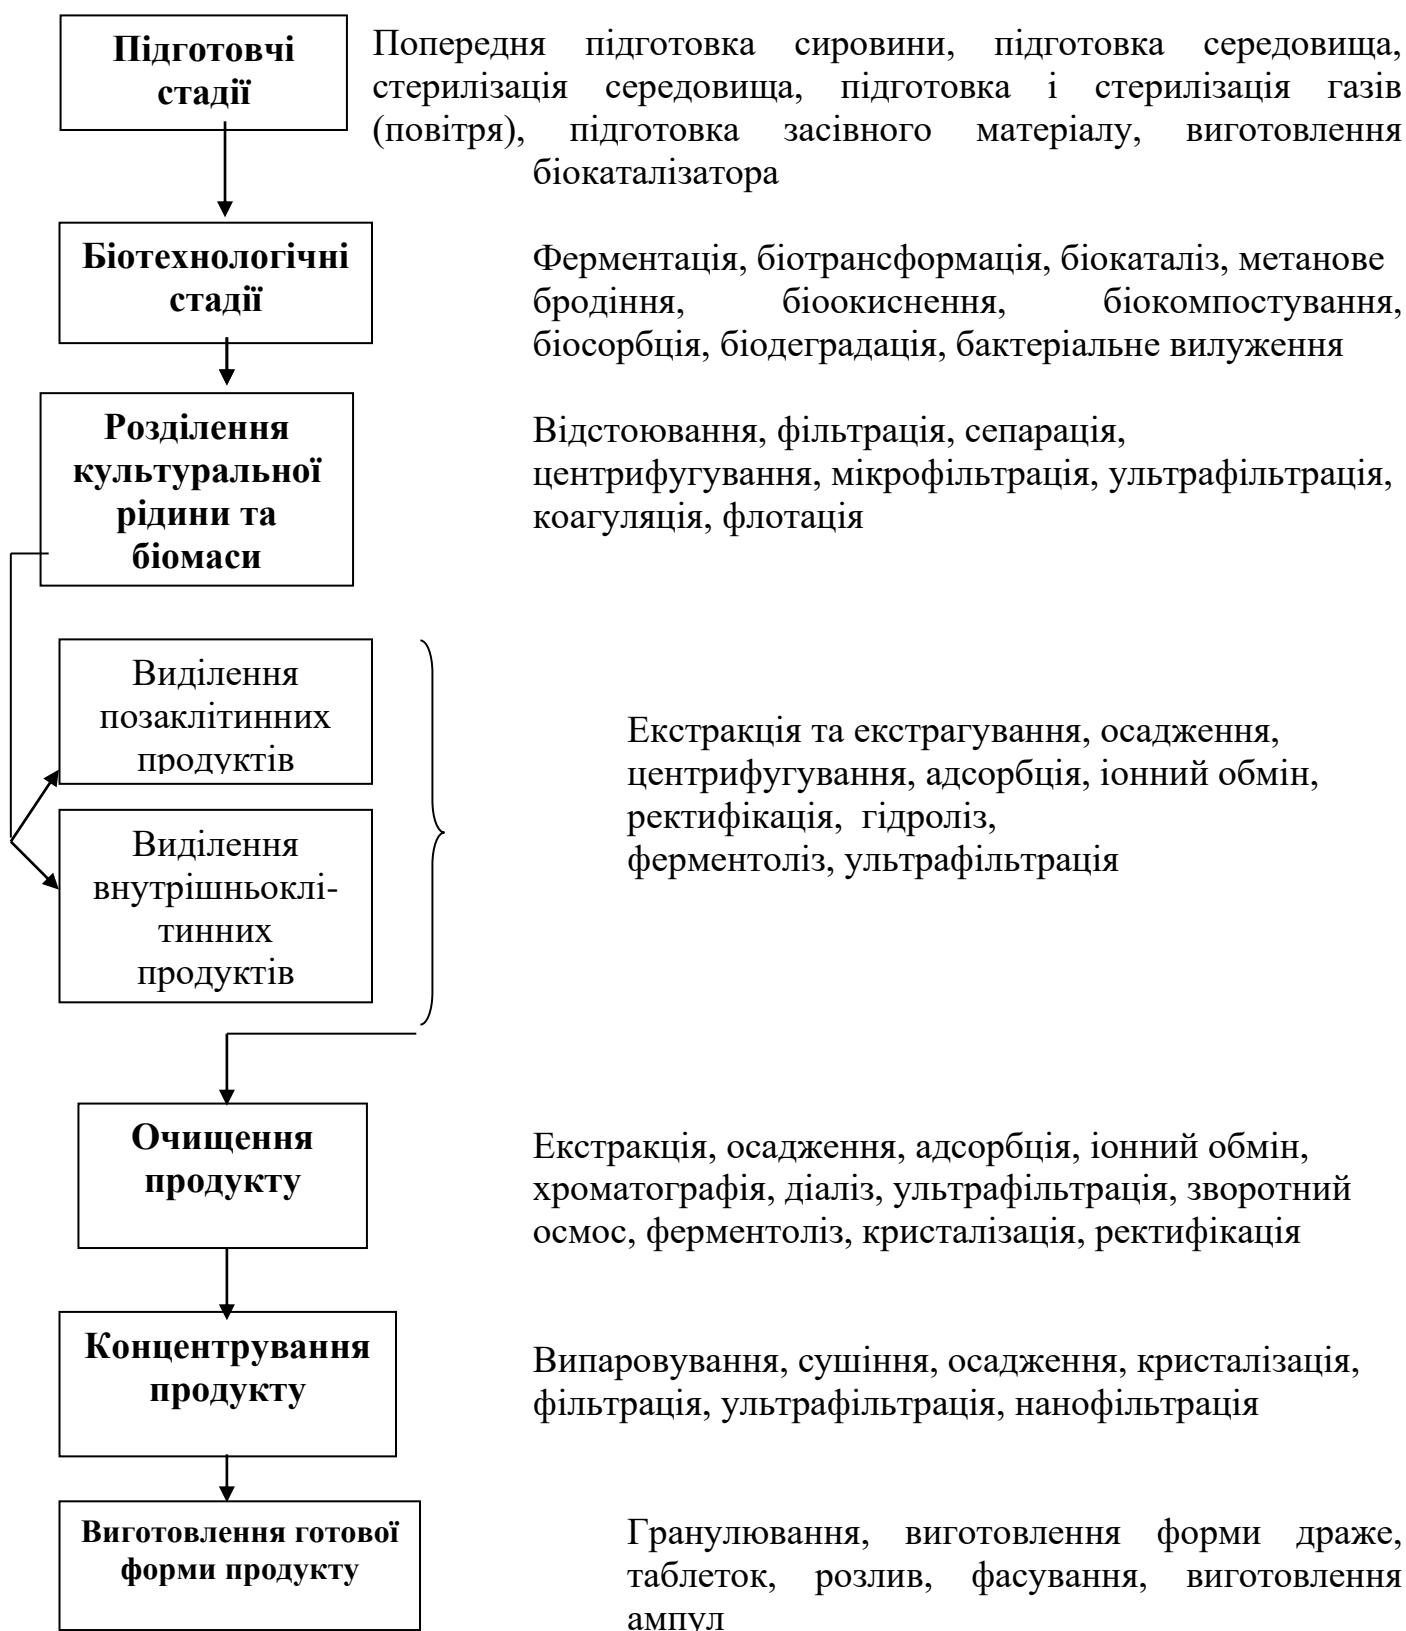 Підготовчі
стадії
Попередня підготовка сировини, підготовка середовища,
стерилізація середовища, підготовка і стерилізація газів
(повітря), підготовка засівного матеріалу, виготовлення
біокаталізатора
Біотехнологічні
стадії
Ферментація, біотрансформація, біокаталіз, метанове
бродіння, біоокиснення, біокомпостування,
біосорбція, біодеградація, бактеріальне вилуження
Розділення
культуральної
рідини та
біомаси
Відстоювання, фільтрація, сепарація,
центрифугування, мікрофільтрація, ультрафільтрація,
коагуляція, флотація
Виділення
позаклітинних
продуктів
Виділення
внутрішньоклі-
тинних
продуктів
Екстракція та екстрагування, осадження,
центрифугування, адсорбція, іонний обмін,
ректифікація, гідроліз,
ферментоліз, ультрафільтрація
Очищення
продукту
Екстракція, осадження, адсорбція, іонний обмін,
хроматографія, діаліз, ультрафільтрація, зворотний
осмос, ферментоліз, кристалізація, ректифікація
Концентрування
продукту
Випаровування, сушіння, осадження, кристалізація,
фільтрація, ультрафільтрація, нанофільтрація
Виготовлення готової
форми продукту
Гранулювання, виготовлення форми драже,
таблеток, розлив, фасування, виготовлення
ампул